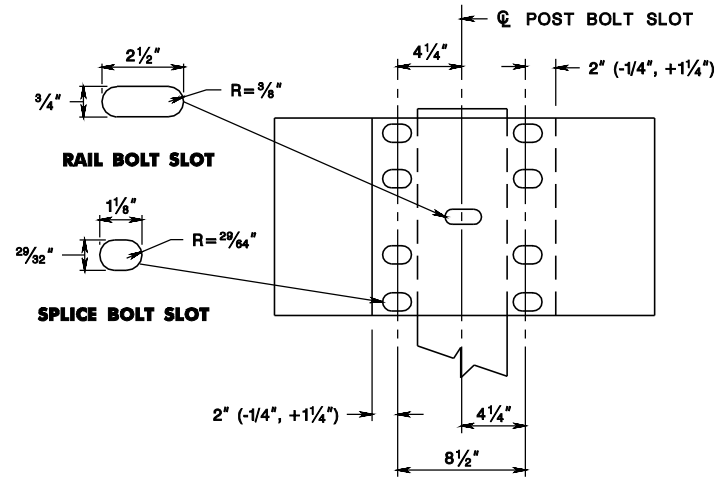 ℄ POST BOLT SLOT
2½"
4¼"
2" (-1/4", +1¼")
R=⅜"
¾"
RAIL BOLT SLOT
1⅛"
R=29/64"
29/32"
SPLICE BOLT SLOT
2" (-1/4", +1¼")
4¼"
8½"